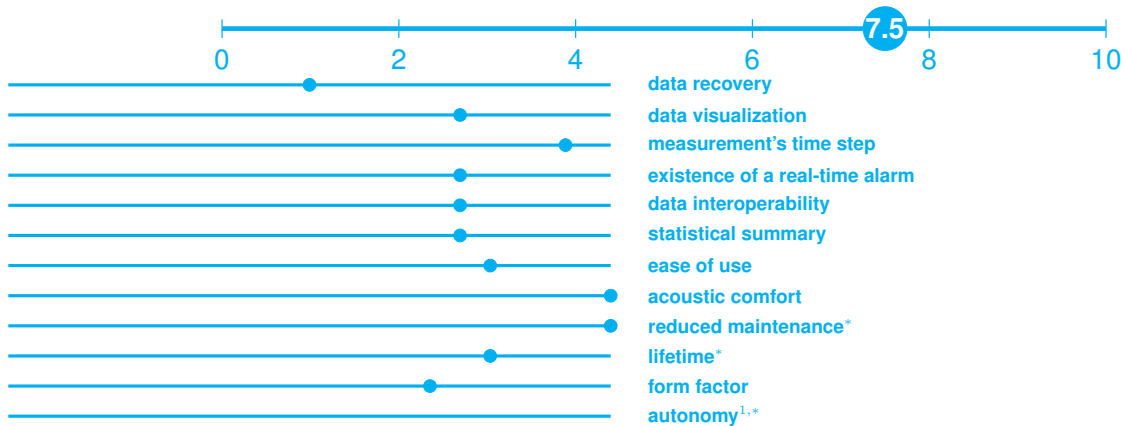 7.5
0 2 4 6 8 10
data recovery
data visualization
measurement's time step
existence of a real-time alarm
data interoperability
statistical summary
ease of use
acoustic comfort
reduced maintenance*
lifetime*
form factor
autonomy1,*